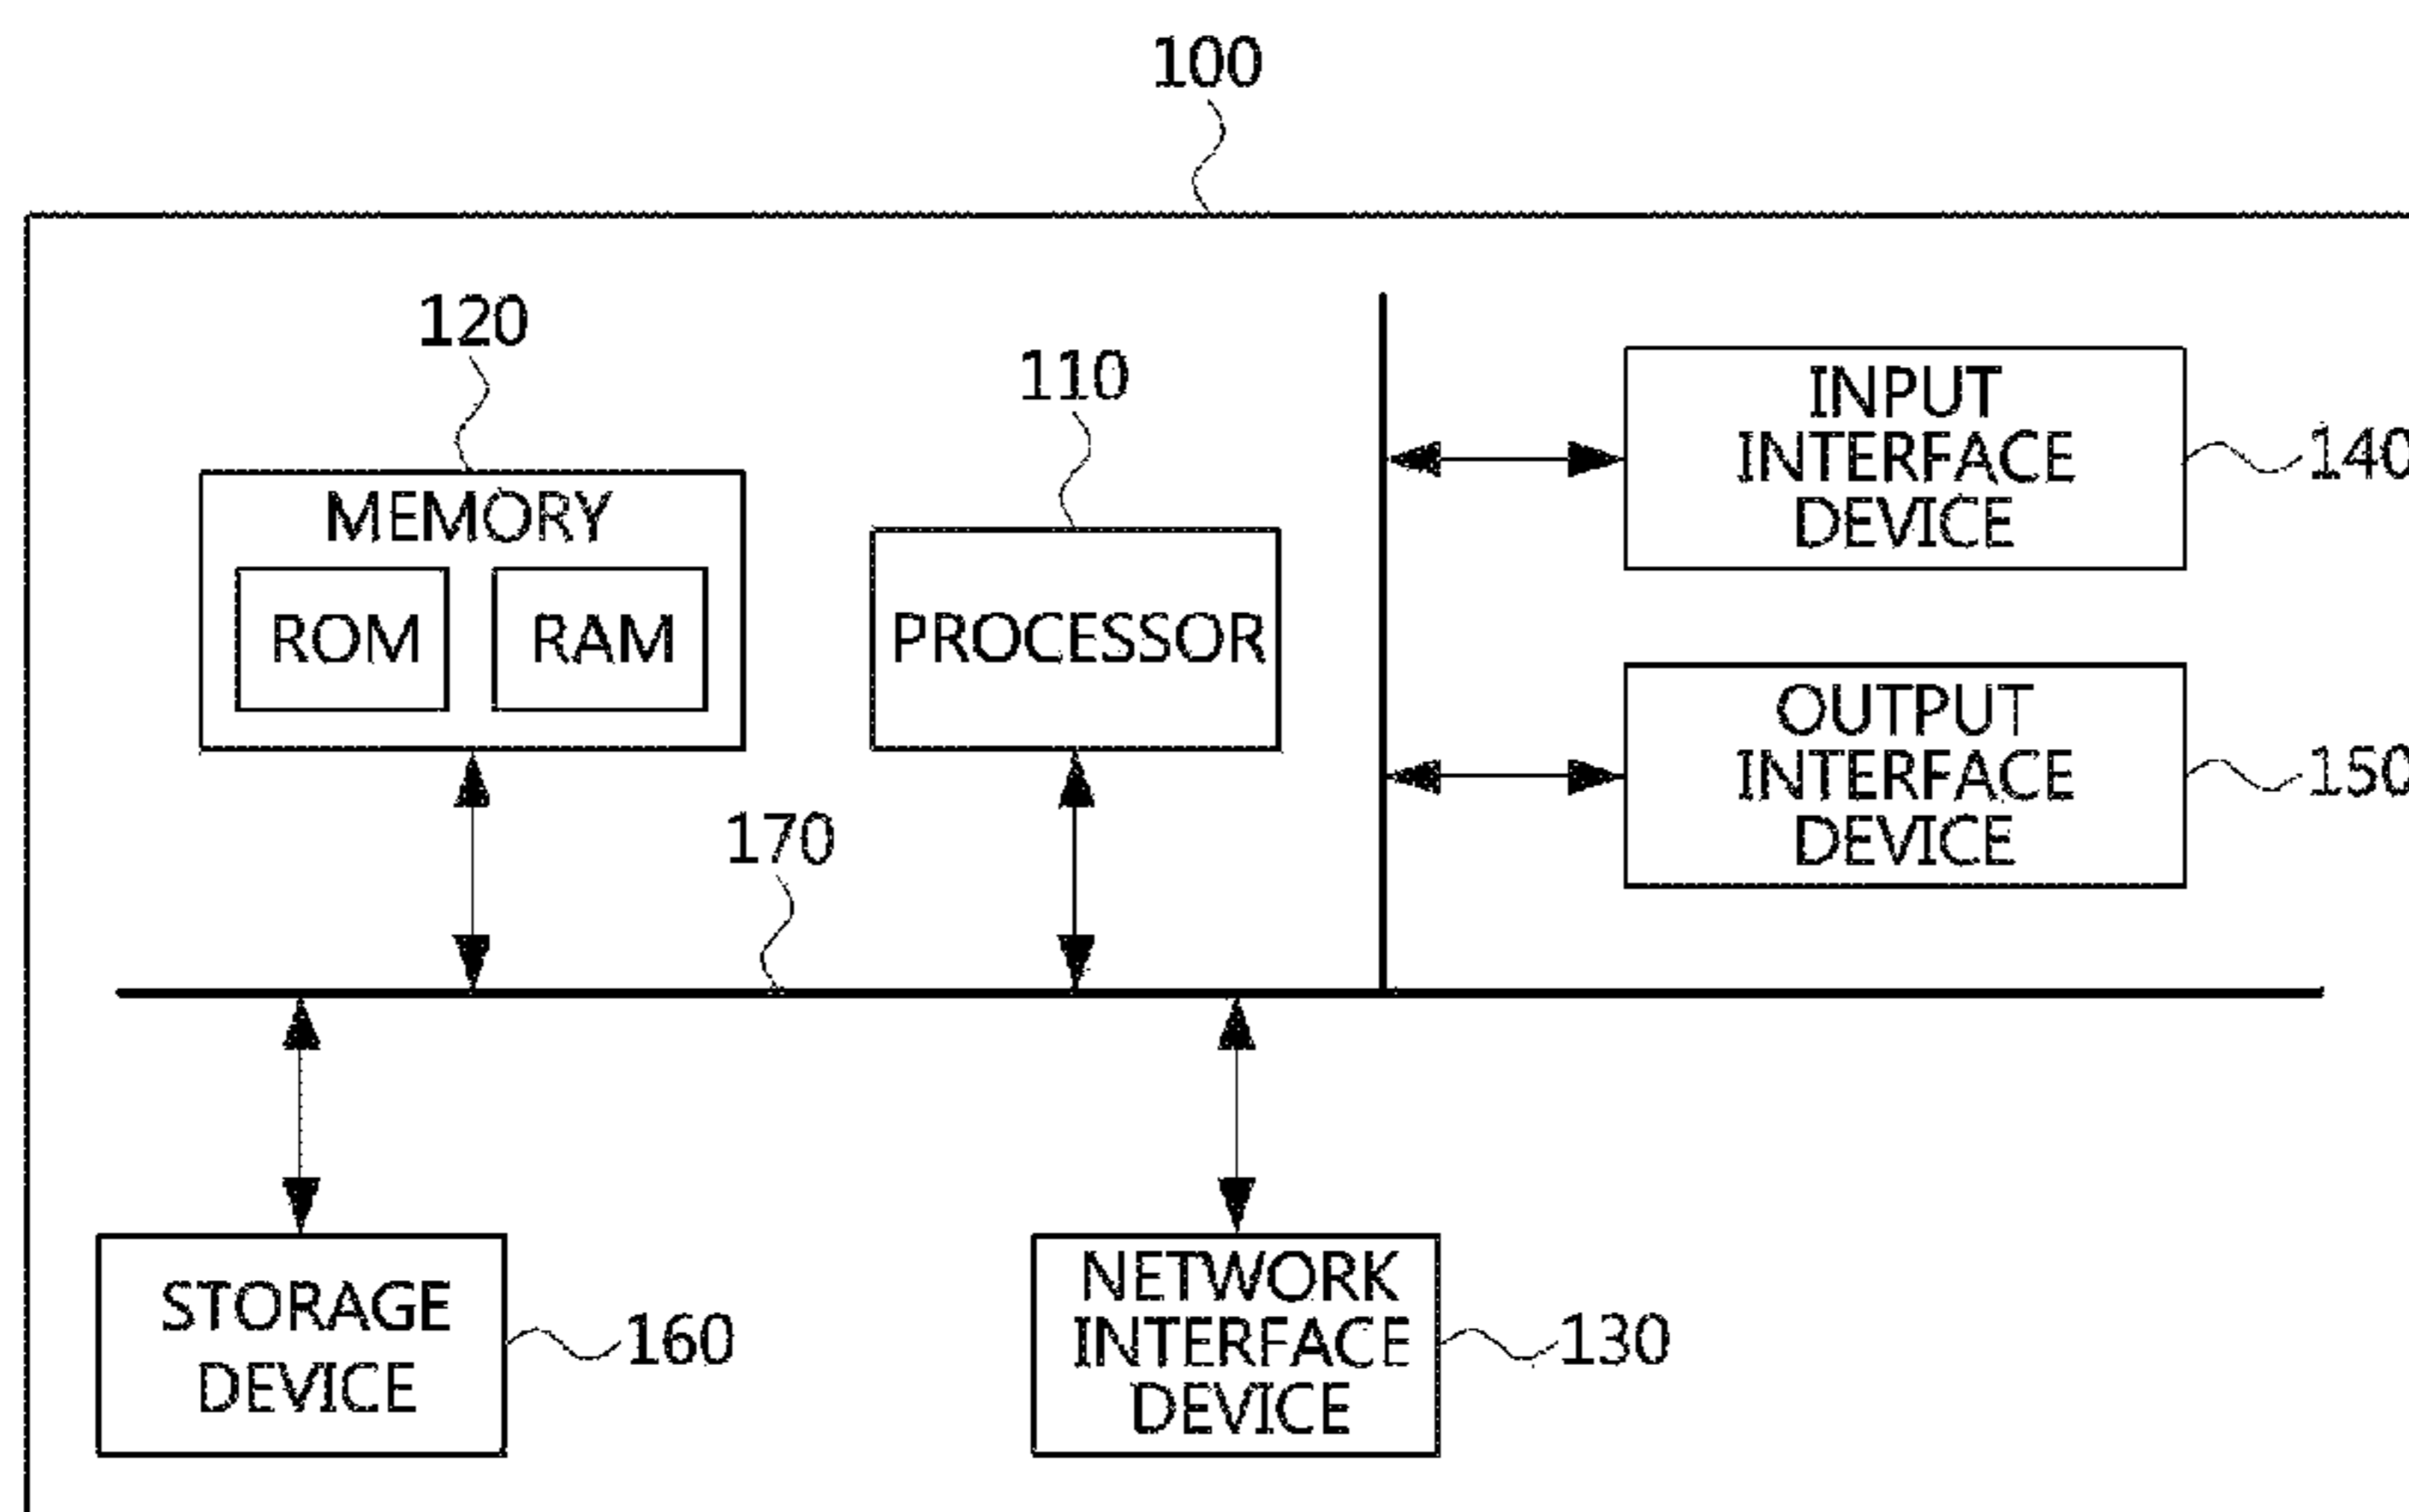 100
120
110
MEMORY
ROM
RAM
PROCESSOR
INPUT
INTERFACE
DEVICE
140
OUTPUT
INTERFACE
DEVICE
150
170
STORAGE
DEVICE
160
NETWORK
INTERFACE
DEVICE
130